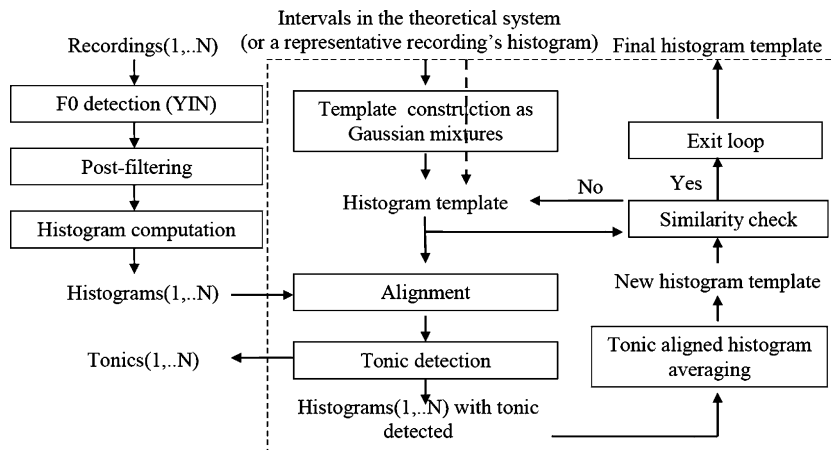 Intervals in the theoretical system
(or a representative recording's histogram)
Recordings(1,..N)
Final histogram template
F0 detection (YIN)
Template construction as
Gaussian mixtures
Exit loop
Post-filtering
No
Yes
Histogram template
Similarity check
Histogram computation
Histograms(1,..N)
Alignment
New histogram template
Tonics(1,..N)
Tonic detection
Tonic aligned histogram
averaging
Histograms(1,..N) with tonic
detected